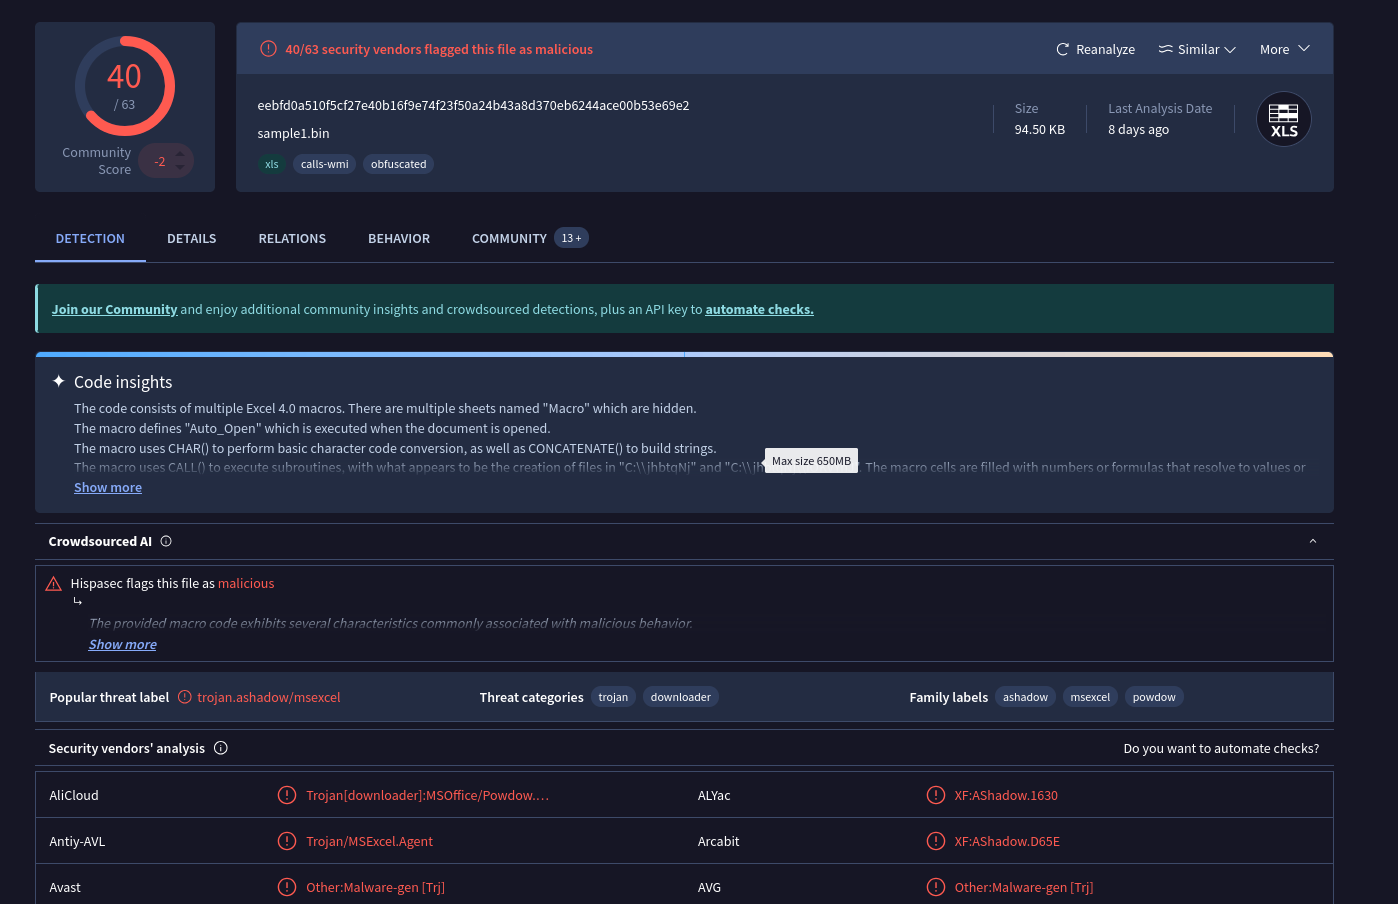 40
/ 63
Community Score
-2
40/63 security vendors flagged this file as malicious
Reanalyze
Similar
More
eebfd0a510f5cf27e40b16f9e74f23f50a24b43a8d370eb6244ace00b53e69e2
sample1.bin
xls
calls-wmi
obfuscated
Size
94.50 KB
Last Analysis Date
8 days ago
XLS
DETECTION
DETAILS
RELATIONS
BEHAVIOR
COMMUNITY
13 +
Join our Community and enjoy additional community insights and crowdsourced detections, plus an API key to automate checks.
Code insights
The code consists of multiple Excel 4.0 macros. There are multiple sheets named "Macro" which are hidden.
The macro defines "Auto_Open" which is executed when the document is opened.
The macro uses CHAR() to perform basic character code conversion, as well as CONCATENATE() to build strings.
The macro uses CALL() to execute subroutines, with what appears to be the creation of files in "C:\\jhbtqNj" and "C:\\jh The macro cells are filled with numbers or formulas that resolve to values or
Max size 650MB
Show more
Crowdsourced AI
Hispasec flags this file as malicious
The provided macro code exhibits several characteristics commonly associated with malicious behavior.
Show more
Popular threat label
trojan.ashadow/msexcel
Threat categories
trojan
downloader
Family labels
ashadow
msexcel
powdow
Security vendors' analysis
Do you want to automate checks?
AliCloud
Trojan[downloader]:MSOffice/Powdow....
ALYac
XF:AShadow.1630
Antiy-AVL
Trojan/MSExcel.Agent
Arcabit
XF:AShadow.D65E
Avast
Other:Malware-gen [Trj]
AVG
Other:Malware-gen [Trj]